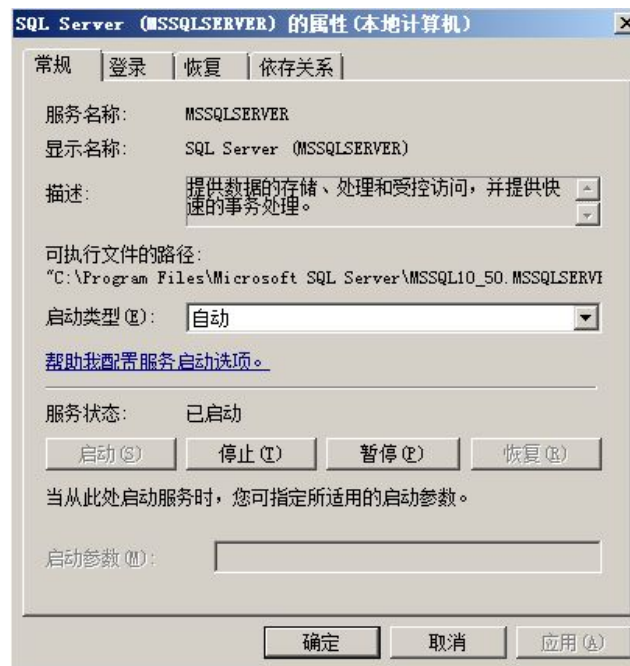 SQL Server (MSSQLSERVER) 的属性(本地计算机)
常规 登录 恢复 依存关系
服务名称: MSSQLSERVER
显示名称: SQL Server (MSSQLSERVER)
描述: 提供数据的存储、处理和受控访问，并提供快
速的事务处理。
可执行文件的路径:
"C:\Program Files\Microsoft SQL Server\MSSQL10_50.MSSQLSERVE
启动类型(E): 自动
帮助我配置服务启动选项。
服务状态: 已启动
启动(S) 停止(T) 暂停(P) 恢复(R)
当从此处启动服务时，您可指定所适用的启动参数。
启动参数(M):
确定 取消 应用(A)